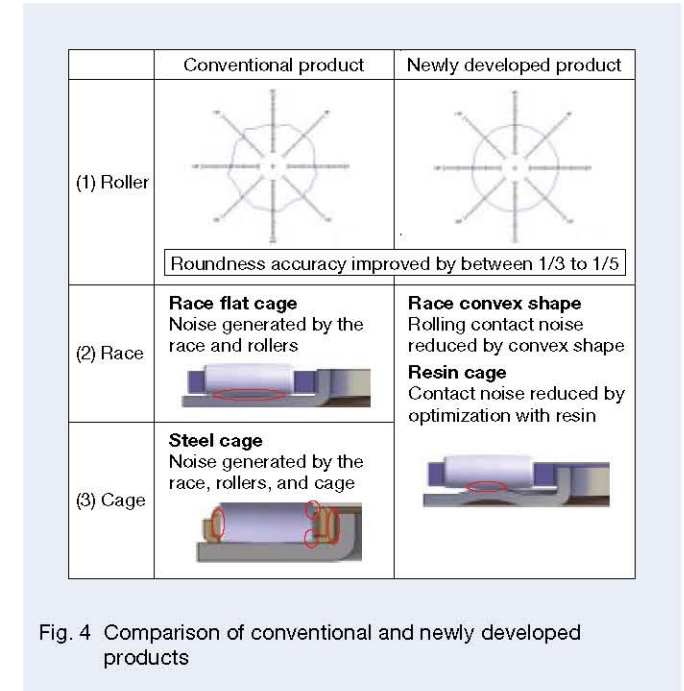 Conventional product
Newly developed product
(1) Roller
Roundness accuracy improved by between 1/3 to 1/5
(2) Race
Race flat cage
Noise generated by the
race and rollers
Race convex shape
Rolling contact noise
reduced by convex shape
Resin cage
Contact noise reduced by
optimization with resin
(3) Cage
Steel cage
Noise generated by the
race, rollers, and cage
Fig. 4 Comparison of conventional and newly developed
products